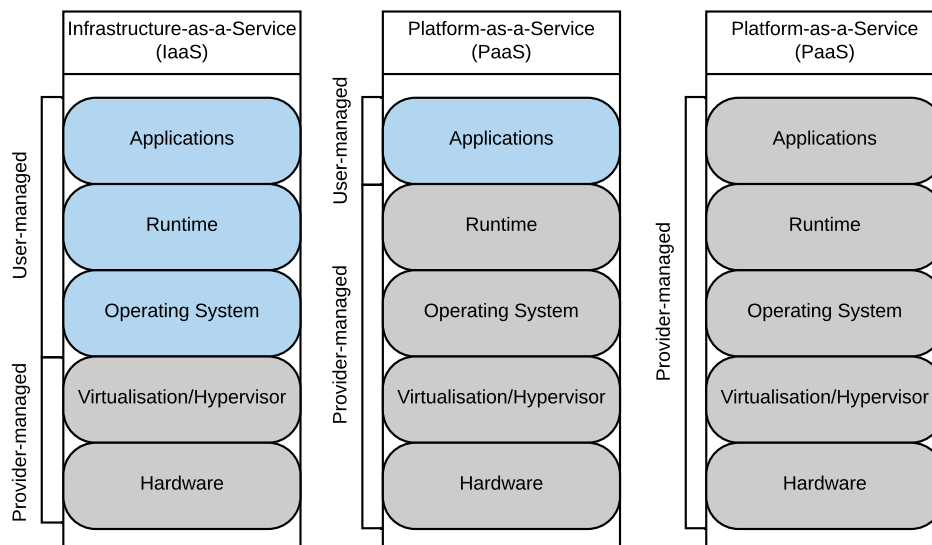 Infrastructure-as-a-Service
(IaaS)
User-managed
Applications
Runtime
Operating System
Provider-managed
Virtualisation/Hypervisor
Hardware
Platform-as-a-Service
(PaaS)
User-managed
Applications
Provider-managed
Runtime
Operating System
Virtualisation/Hypervisor
Hardware
Platform-as-a-Service
(PaaS)
Provider-managed
Applications
Runtime
Operating System
Virtualisation/Hypervisor
Hardware